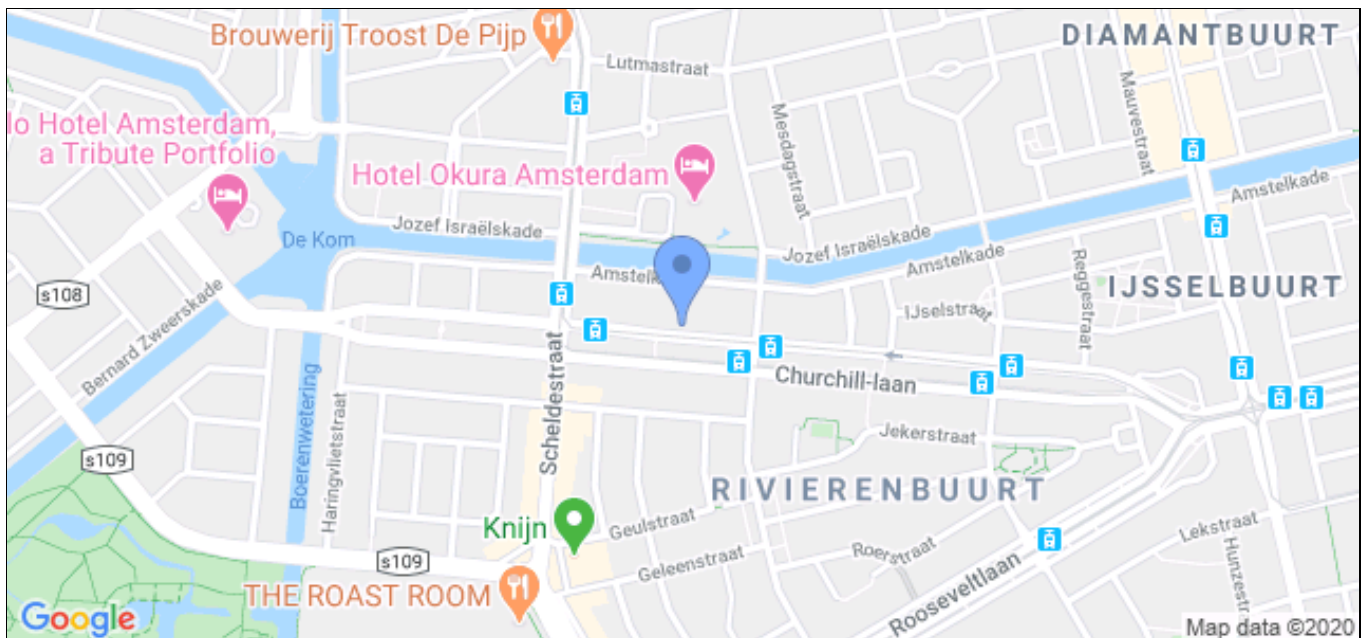 Brouwerij Troost De Pijp
Lutmastraat
DIAMANTBUURT
Mauvestraat
Mesdagstraat
lo Hotel Amsterdam,
a Tribute Portfolio
Hotel Okura Amsterdam
Jozef Israëlskade
De Kom
Jozef Israëlskade
Amstelkade
Amstelkade
Reggestraat
IJSSELBUURT
IJselstraat
s108
Bernard Zweerskade
Boerenwetering
Haringvlietstraat
Scheldestraat
Churchill-laan
Jekerstraat
s109
RIVIERENBUURT
Knijn
Geulstraat
Geleenstraat
Roerstraat
Rooseveltlaan
Lekstraat
s109
THE ROAST ROOM
Google
Map data ©2020